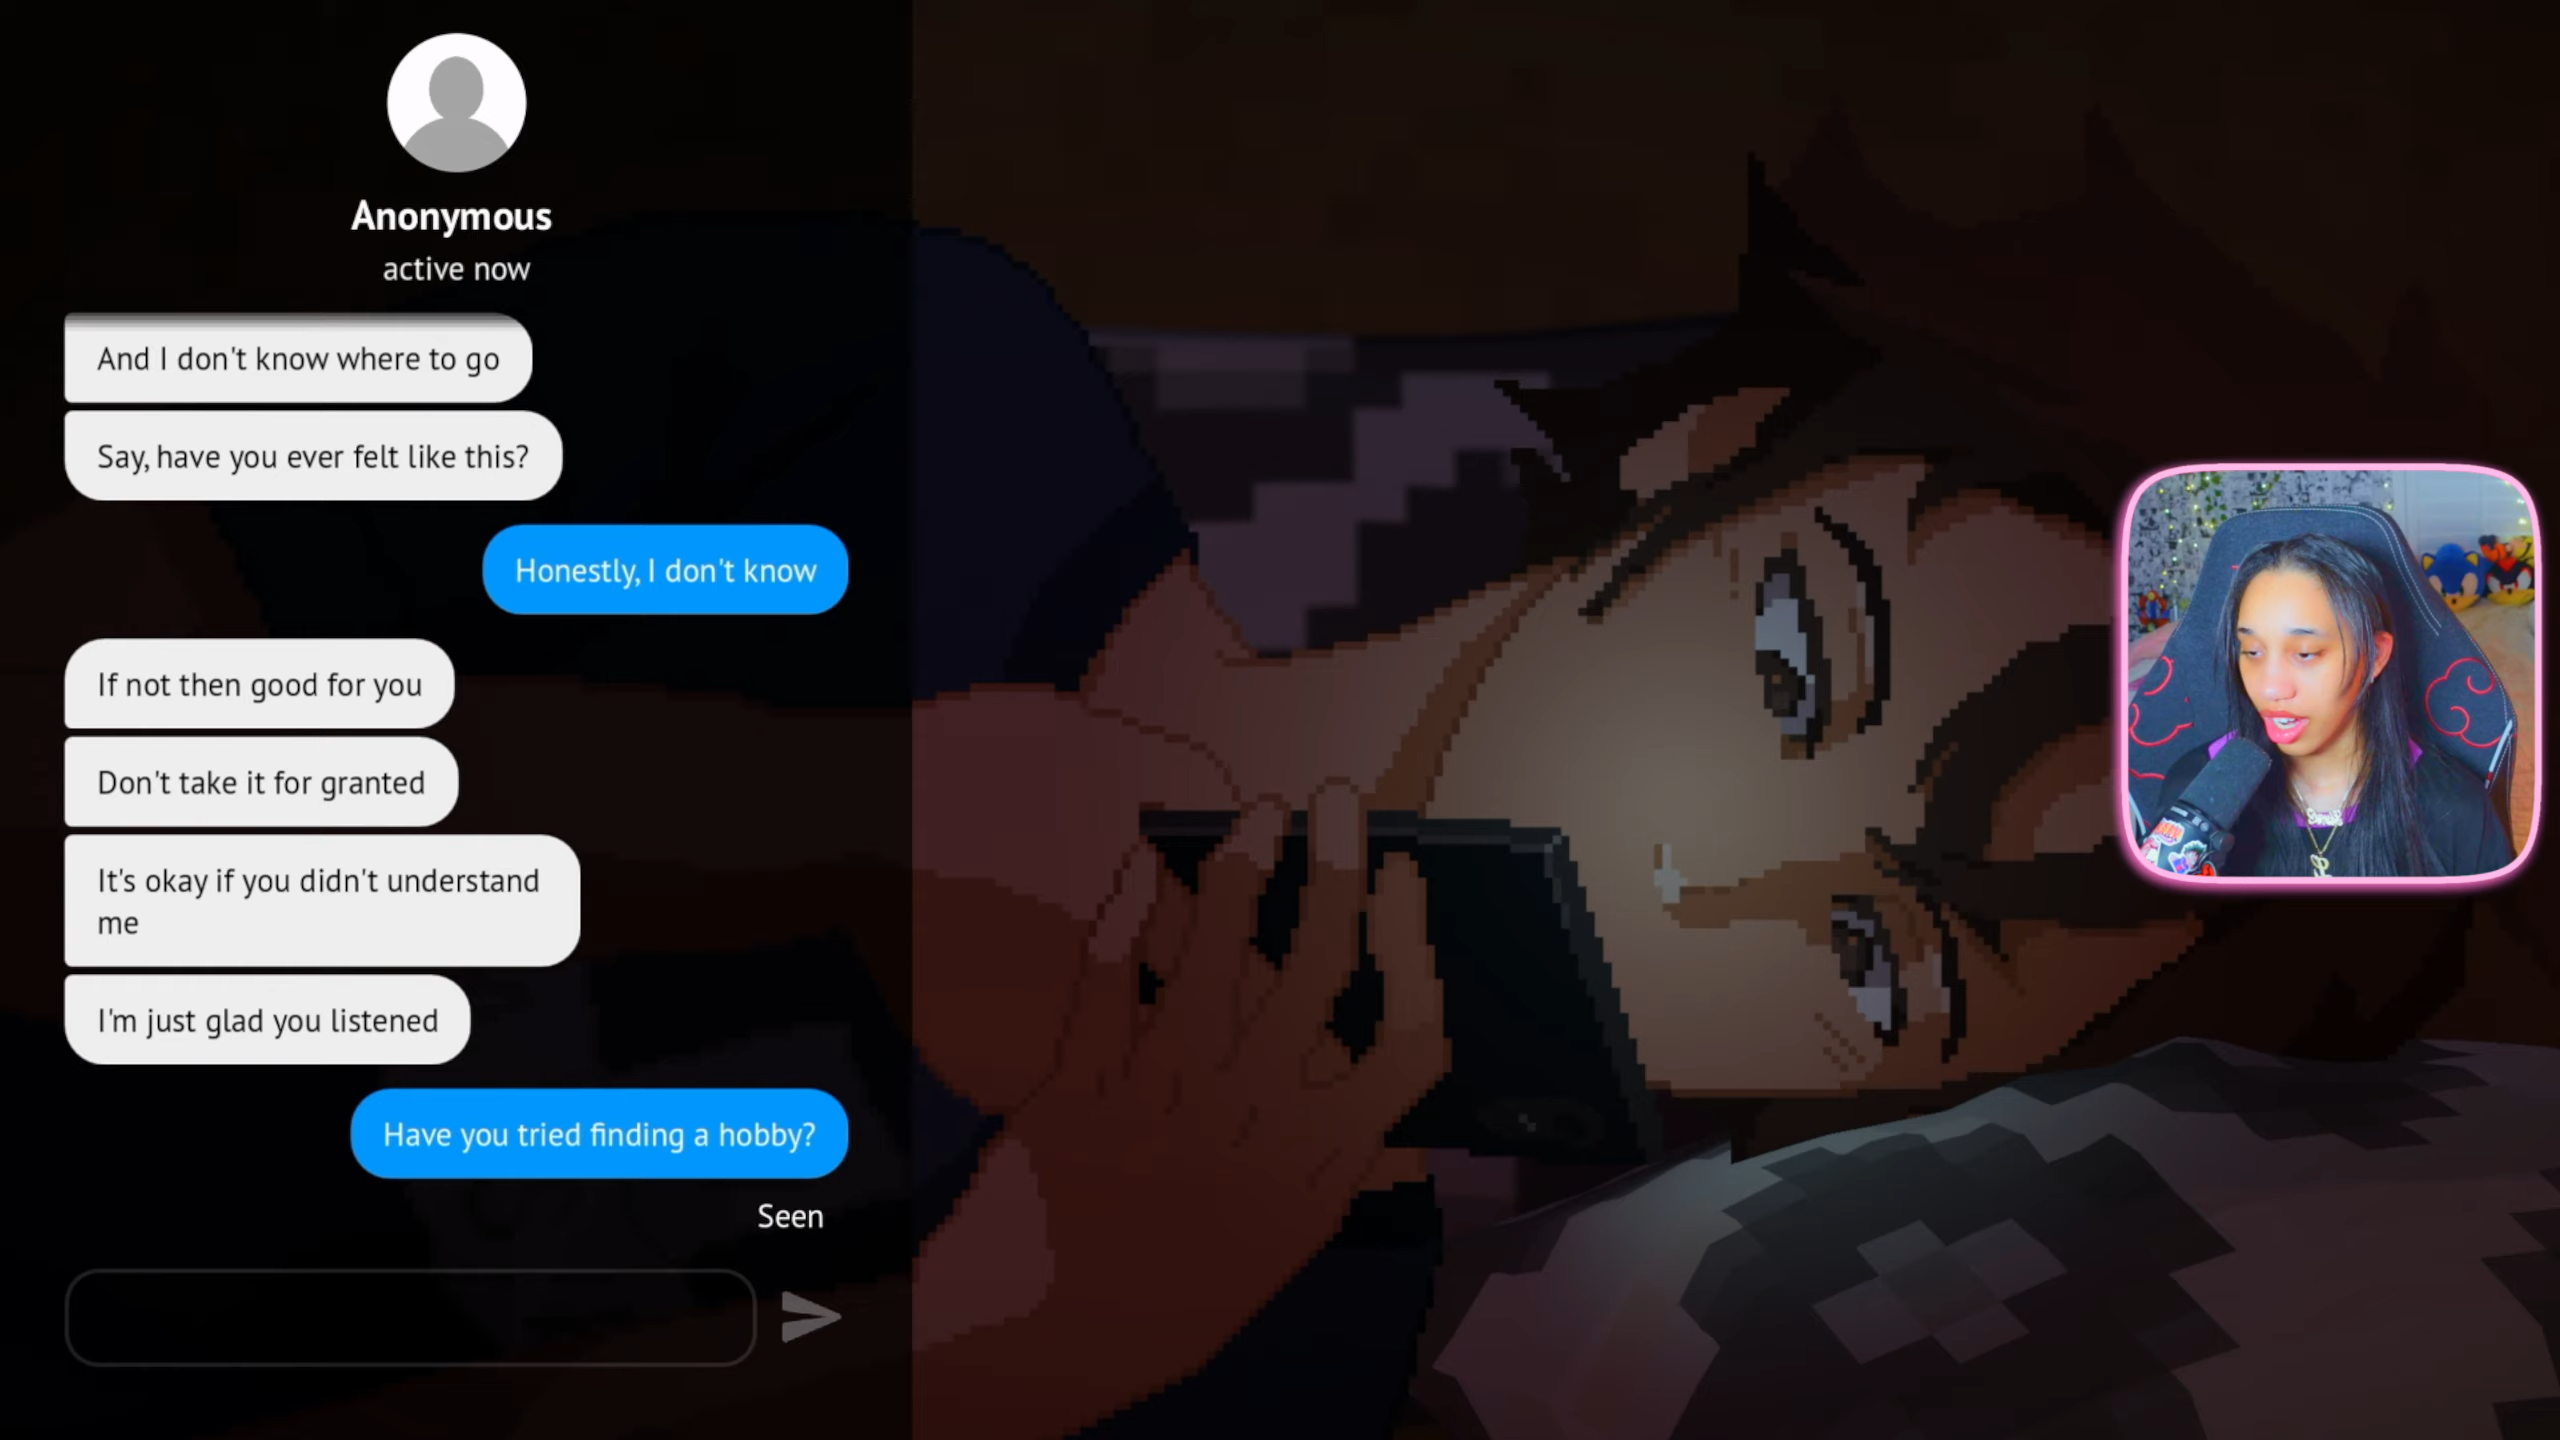 Anonymous
active now
And I don't know where to go
Say, have you ever felt like this?
Honestly, I don't know
If not then good for you
Don't take it for granted
It's okay if you didn't understand
me
I'm just glad you listened
Have you tried finding a hobby?
Seen